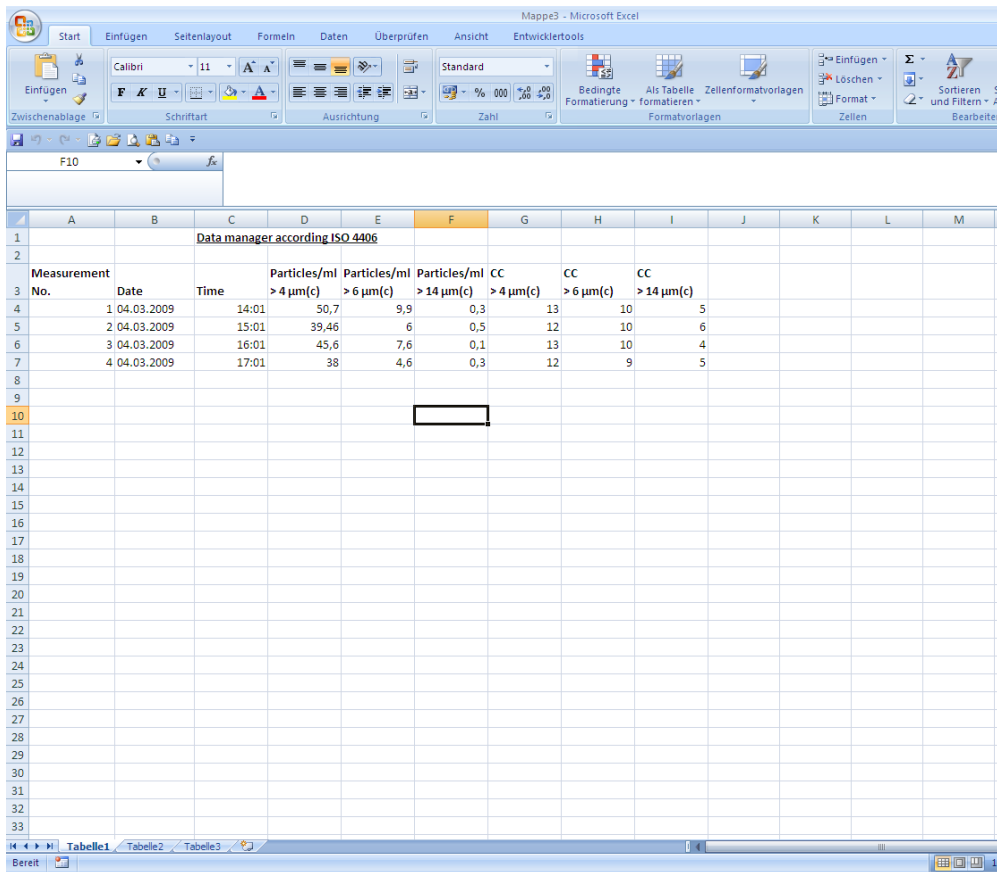 Mappe3 - Microsoft Excel
Start Einfügen Seitenlayout Formeln Daten Überprüfen Ansicht Entwicklertools
Einfügen
Zwischenablage
Calibri 11 A A
F K U A
Schriftart
Ausrichtung
Standard
% 000 ,00 ,00
Zahl
Bedingte Formatierung
Als Tabelle formatieren
Zellenformatvorlagen
Formatvorlagen
Einfügen
Löschen
Format
Zellen
Σ
Sortieren und Filtern
Bearbeite
F10 fx
A B C D E F G H I J K L M
1 Data manager according ISO 4406
2
Measurement Particles/ml Particles/ml Particles/ml CC CC CC
3 No. Date Time > 4 µm(c) > 6 µm(c) > 14 µm(c) > 4 µm(c) > 6 µm(c) > 14 µm(c)
4 1 04.03.2009 14:01 50,7 9,9 0,3 13 10 5
5 2 04.03.2009 15:01 39,46 6 0,5 12 10 6
6 3 04.03.2009 16:01 45,6 7,6 0,1 13 10 4
7 4 04.03.2009 17:01 38 4,6 0,3 12 9 5
8
9
10
11
12
13
14
15
16
17
18
19
20
21
22
23
24
25
26
27
28
29
30
31
32
33
Tabelle1 Tabelle2 Tabelle3
Bereit 1